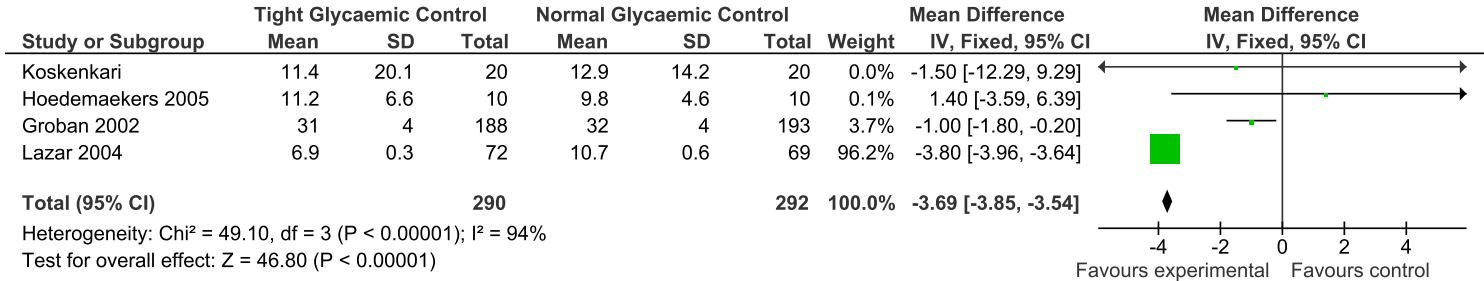 Tight Glycaemic Control Normal Glycaemic Control Mean Difference Mean Difference
Study or Subgroup Mean SD Total Mean SD Total Weight IV, Fixed, 95% CI IV, Fixed, 95% CI
Koskenkari 11.4 20.1 20 12.9 14.2 20 0.0% -1.50 [-12.29, 9.29]
Hoedemaekers 2005 11.2 6.6 10 9.8 4.6 10 0.1% 1.40 [-3.59, 6.39]
Groban 2002 31 4 188 32 4 193 3.7% -1.00 [-1.80, -0.20]
Lazar 2004 6.9 0.3 72 10.7 0.6 69 96.2% -3.80 [-3.96, -3.64]
Total (95% CI) 290 292 100.0% -3.69 [-3.85, -3.54]
Heterogeneity: Chi² = 49.10, df = 3 (P < 0.00001); I² = 94%
Test for overall effect: Z = 46.80 (P < 0.00001)
-4 -2 0 2 4
Favours experimental Favours control